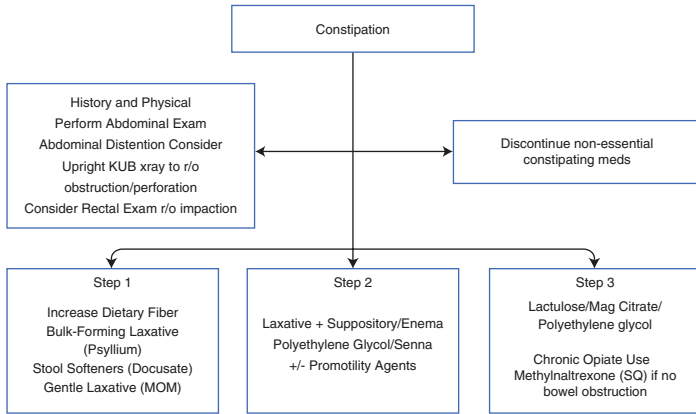 Constipation
History and Physical
Perform Abdominal Exam
Abdominal Distention Consider
Upright KUB xray to r/o
obstruction/perforation
Consider Rectal Exam r/o impaction
Discontinue non-essential
constipating meds
Step 1
Increase Dietary Fiber
Bulk-Forming Laxative
(Psyllium)
Stool Softeners (Docusate)
Gentle Laxative (MOM)
Step 2
Laxative + Suppository/Enema
Polyethylene Glycol/Senna
+/- Promotility Agents
Step 3
Lactulose/Mag Citrate/
Polyethylene glycol
Chronic Opiate Use
Methylnaltrexone (SQ) if no
bowel obstruction